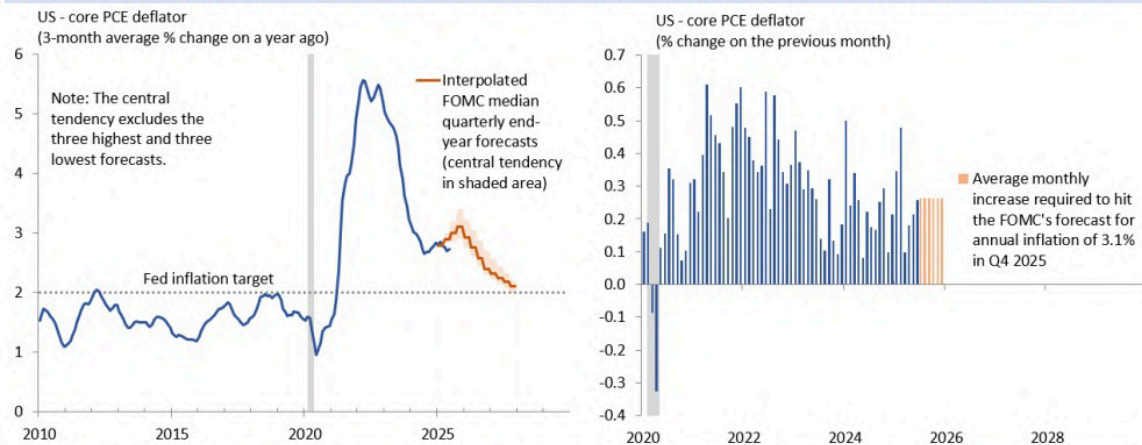 US - core PCE deflator
(3-month average % change on a year ago)
6
5
4
3
2
1
0
Note: The central
tendency excludes the
three highest and three
lowest forecasts.
Interpolated
FOMC median
quarterly end-
year forecasts
(central tendency
in shaded area)
Fed inflation target
2010
2015
2020
2025
US - core PCE deflator
(% change on the previous month)
0.7
0.6
0.5
0.4
0.3
0.2
0.1
0.0
-0.1
-0.2
-0.3
-0.4
Average monthly
increase required to hit
the FOMC's forecast for
annual inflation of 3.1%
in Q4 2025
2020
2022
2024
2026
2028